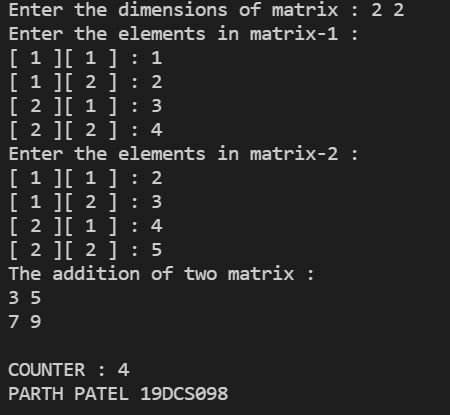 Enter the dimensions of matrix : 2 2
Enter the elements in matrix-1 :
[ 1 ][ 1 ] : 1
[ 1 ][ 2 ] : 2
[ 2 ][ 1 ] : 3
[ 2 ][ 2 ] : 4
Enter the elements in matrix-2 :
[ 1 ][ 1 ] : 2
[ 1 ][ 2 ] : 3
[ 2 ][ 1 ] : 4
[ 2 ][ 2 ] : 5
The addition of two matrix :
3 5
7 9
COUNTER : 4
PARTH PATEL 19DCS098